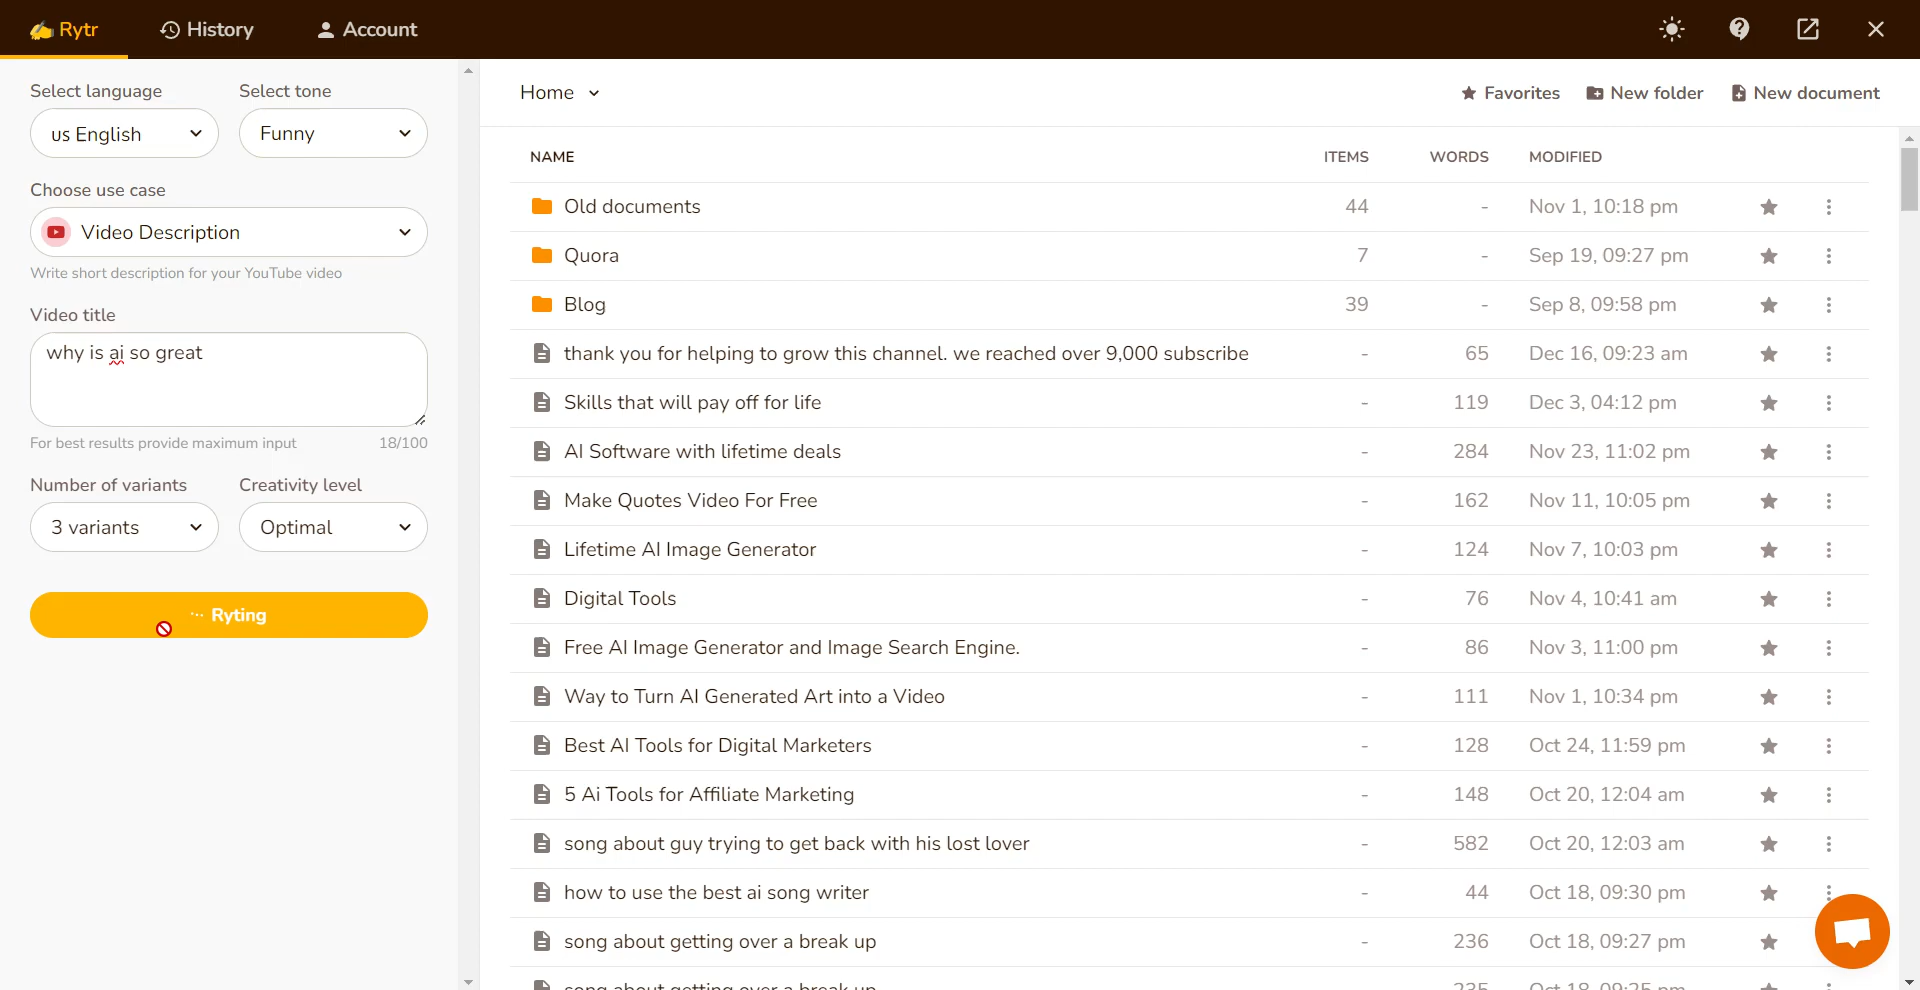 Rytr
History
Account
Select language
Select tone
us English
Funny
Choose use case
Video Description
Write short description for your YouTube video
Video title
why is ai so great
For best results provide maximum input
18/100
Number of variants
Creativity level
3 variants
Optimal
··· Ryting
Home
Favorites
New folder
New document
NAME ITEMS WORDS MODIFIED
Old documents 44 - Nov 1, 10:18 pm
Quora 7 - Sep 19, 09:27 pm
Blog 39 - Sep 8, 09:58 pm
thank you for helping to grow this channel. we reached over 9,000 subscribe - 65 Dec 16, 09:23 am
Skills that will pay off for life - 119 Dec 3, 04:12 pm
AI Software with lifetime deals - 284 Nov 23, 11:02 pm
Make Quotes Video For Free - 162 Nov 11, 10:05 pm
Lifetime AI Image Generator - 124 Nov 7, 10:03 pm
Digital Tools - 76 Nov 4, 10:41 am
Free AI Image Generator and Image Search Engine. - 86 Nov 3, 11:00 pm
Way to Turn AI Generated Art into a Video - 111 Nov 1, 10:34 pm
Best AI Tools for Digital Marketers - 128 Oct 24, 11:59 pm
5 Ai Tools for Affiliate Marketing - 148 Oct 20, 12:04 am
song about guy trying to get back with his lost lover - 582 Oct 20, 12:03 am
how to use the best ai song writer - 44 Oct 18, 09:30 pm
song about getting over a break up - 236 Oct 18, 09:27 pm
song about getting over a break up - 235 Oct 18, 09:25 pm